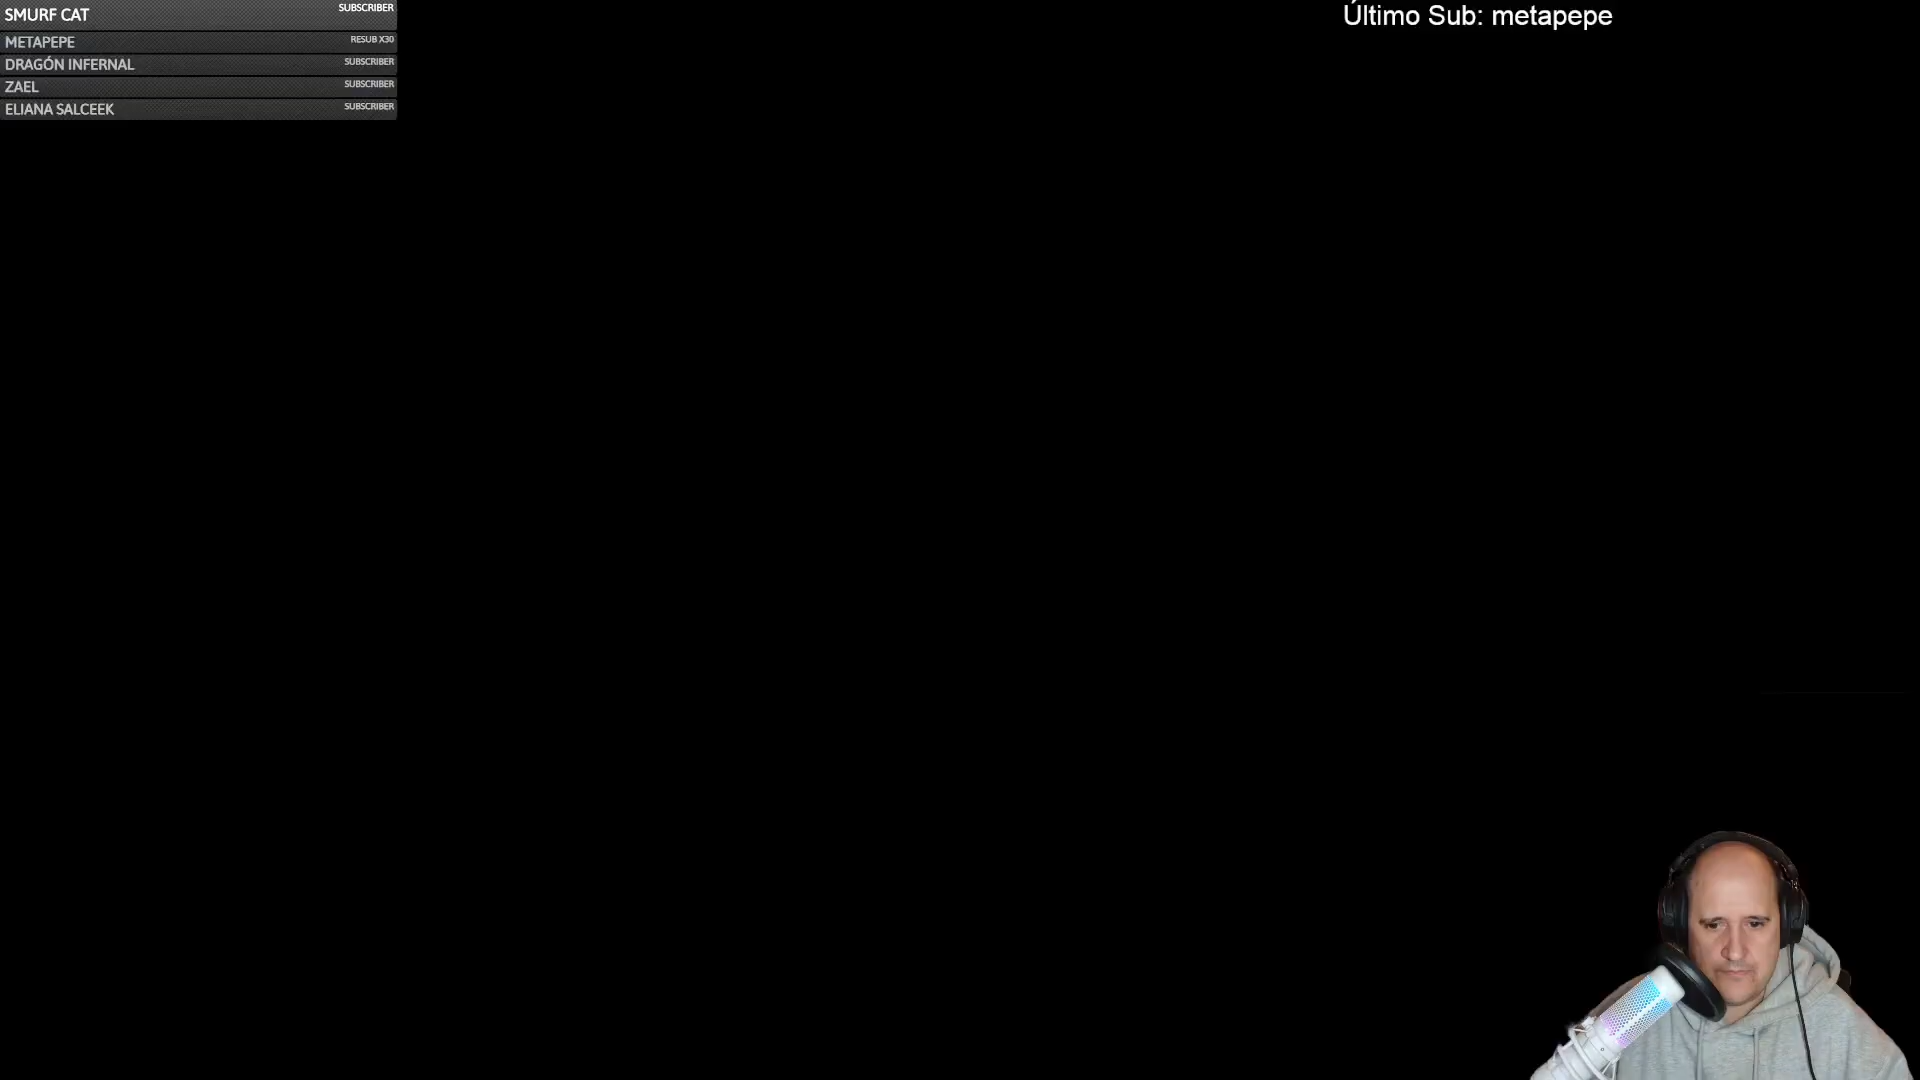 SMURF CAT SUBSCRIBER
METAPEPE RESUB X30
DRAGÓN INFERNAL SUBSCRIBER
ZAEL SUBSCRIBER
ELIANA SALCEEK SUBSCRIBER
Último Sub: metapepe